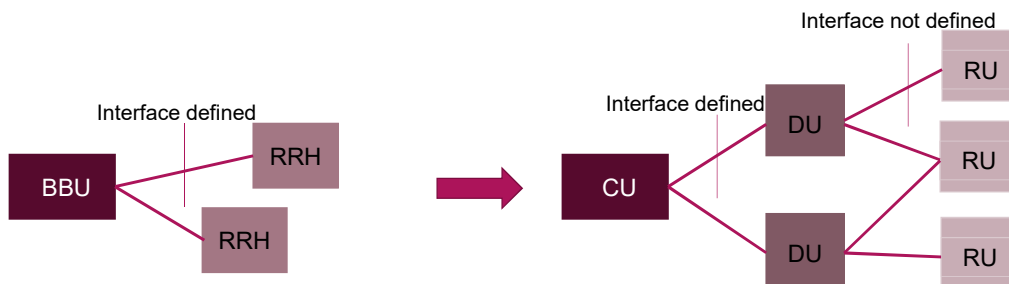 Interface defined
BBU
RRH
RRH
Interface not defined
Interface defined
CU
DU
DU
RU
RU
RU